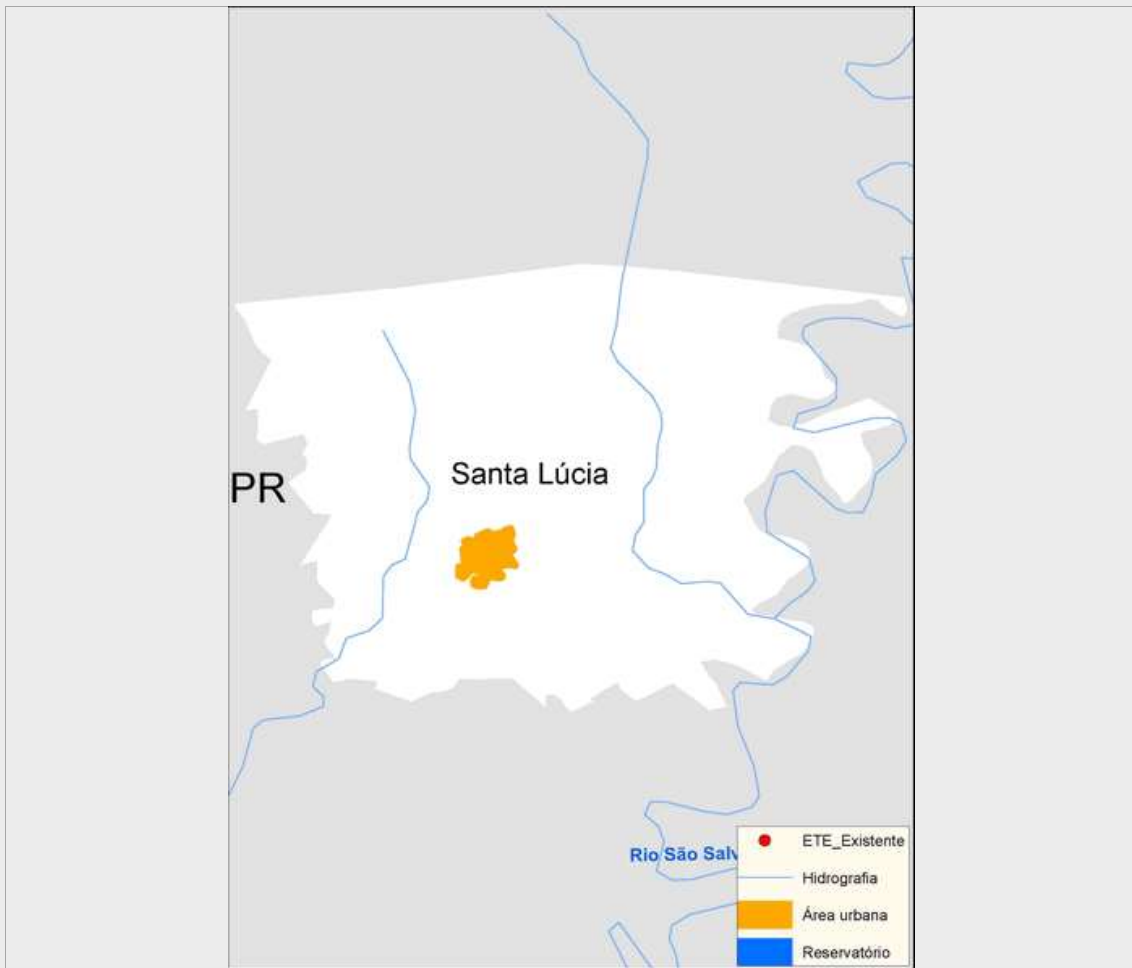 Santa Lúcia
PR
Rio São Salv
ETE_Existente
Hidrografia
Área urbana
Reservatório